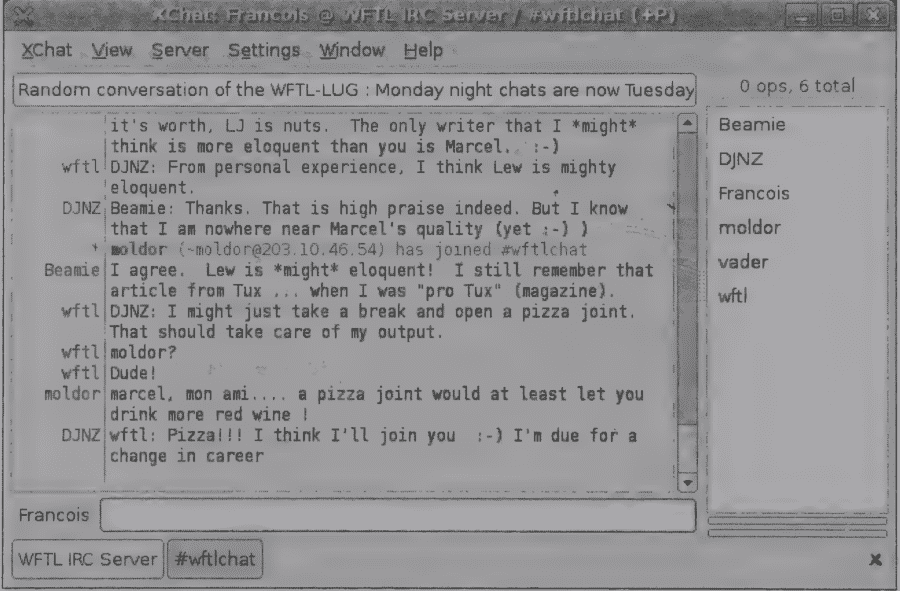 XChat: Francois @ WFTL IRC Server / #wftlchat (+P)
XChat View Server Settings Window Help
Random conversation of the WFTL-LUG : Monday night chats are now Tuesday
0 ops, 6 total
it's worth, LJ is nuts. The only writer that I *might*
think is more eloquent than you is Marcel. :-)
wftl DJNZ: From personal experience, I think Lew is mighty
eloquent.
DJNZ Beamie: Thanks. That is high praise indeed. But I know
that I am nowhere near Marcel's quality (yet :-) )
* moldor (~moldor@203.10.46.54) has joined #wftlchat
Beamie I agree. Lew is *might* eloquent! I still remember that
article from Tux ... when I was "pro Tux" (magazine).
wftl DJNZ: I might just take a break and open a pizza joint.
That should take care of my output.
wftl moldor?
wftl Dude!
moldor marcel, mon ami.... a pizza joint would at least let you
drink more red wine !
DJNZ wftl: Pizza!!! I think I'll join you :-) I'm due for a
change in career
Beamie
DJNZ
Francois
moldor
vader
wftl
Francois
WFTL IRC Server #wftlchat